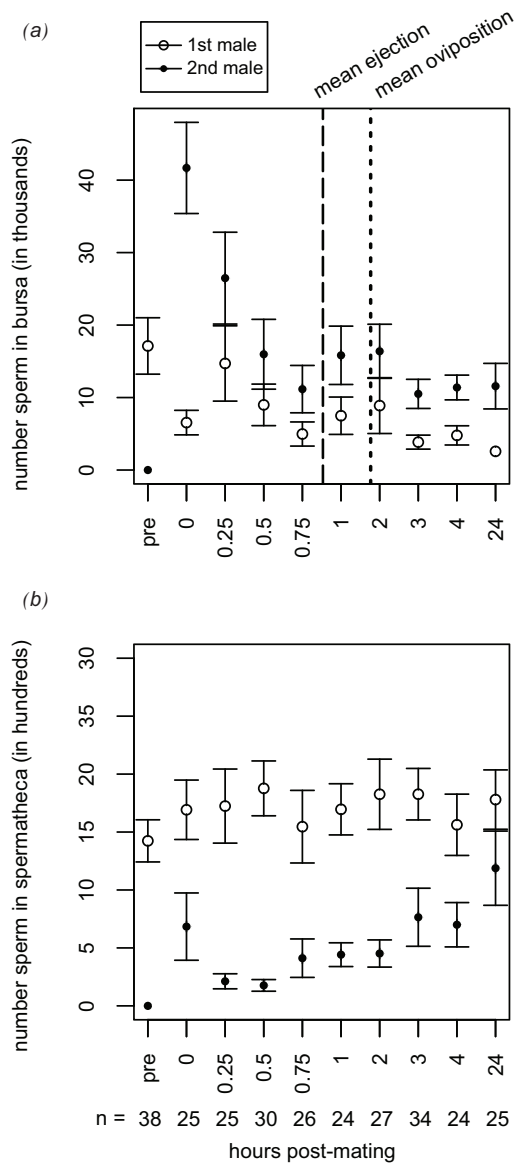 (a)
1st male
2nd male
mean ejection
mean oviposition
number sperm in bursa (in thousands)
40
30
20
10
0
pre 0 0.25 0.5 0.75 1 2 3 4 24
(b)
number sperm in spermatheca (in hundreds)
30
35
20
15
10
5
0
pre 0 0.25 0.5 0.75 1 2 3 4 24
n = 38 25 25 30 26 24 27 34 24 25
hours post-mating